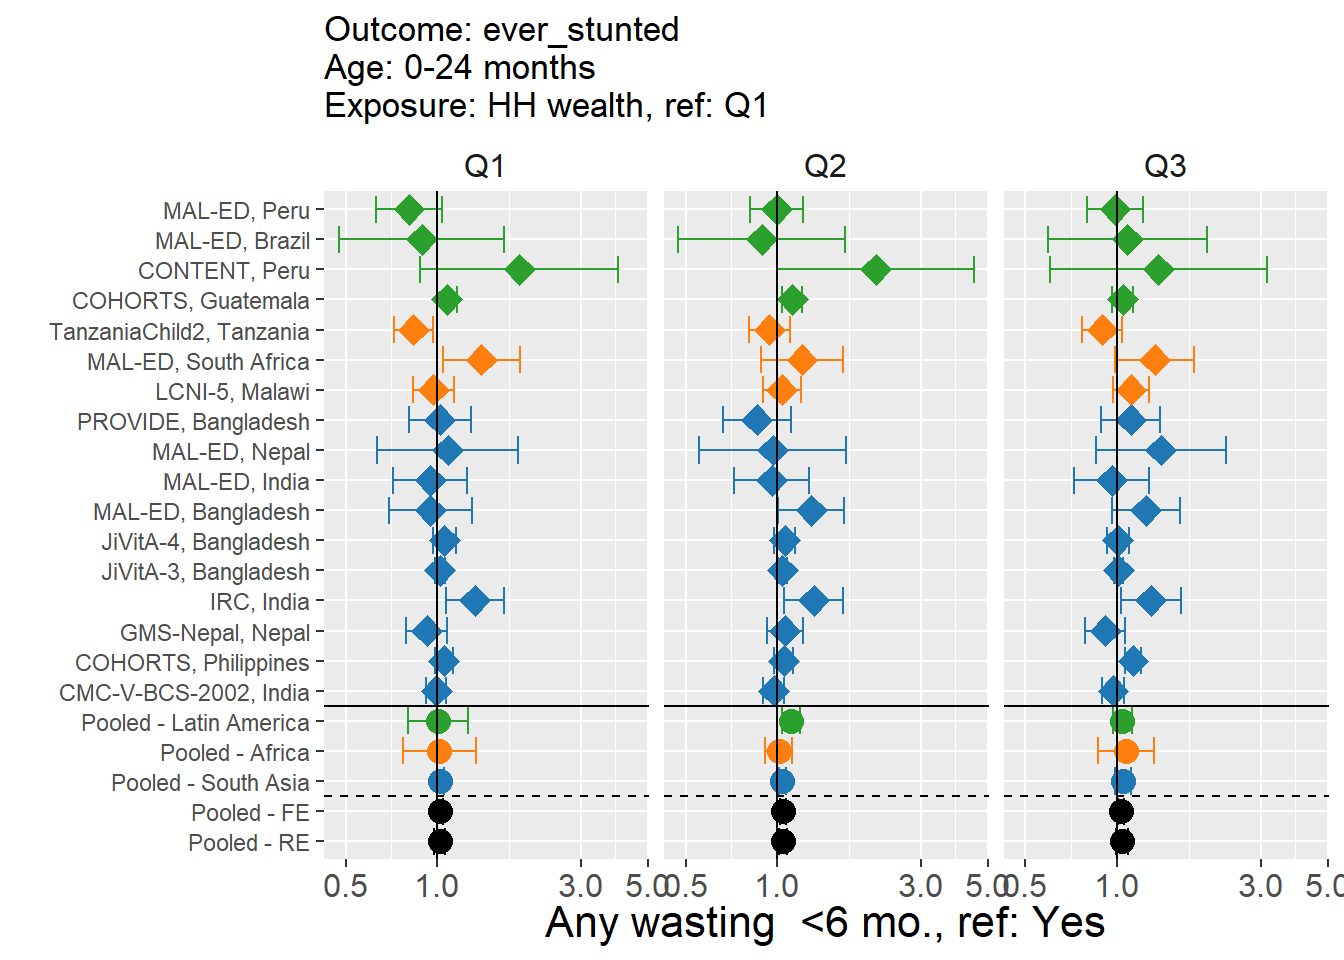 Outcome: ever_stunted
Age: 0-24 months
Exposure: HH wealth, ref: Q1
Q1 Q2 Q3
MAL-ED, Peru
MAL-ED, Brazil
CONTENT, Peru
COHORTS, Guatemala
TanzaniaChild2, Tanzania
MAL-ED, South Africa
LCNI-5, Malawi
PROVIDE, Bangladesh
MAL-ED, Nepal
MAL-ED, India
MAL-ED, Bangladesh
JiVitA-4, Bangladesh
JiVitA-3, Bangladesh
IRC, India
GMS-Nepal, Nepal
COHORTS, Philippines
CMC-V-BCS-2002, India
Pooled - Latin America
Pooled - Africa
Pooled - South Asia
Pooled - FE
Pooled - RE
0.5 1.0 3.0 5.0 0.5 1.0 3.0 5.0 0.5 1.0 3.0 5.0
Any wasting  <6 mo., ref: Yes